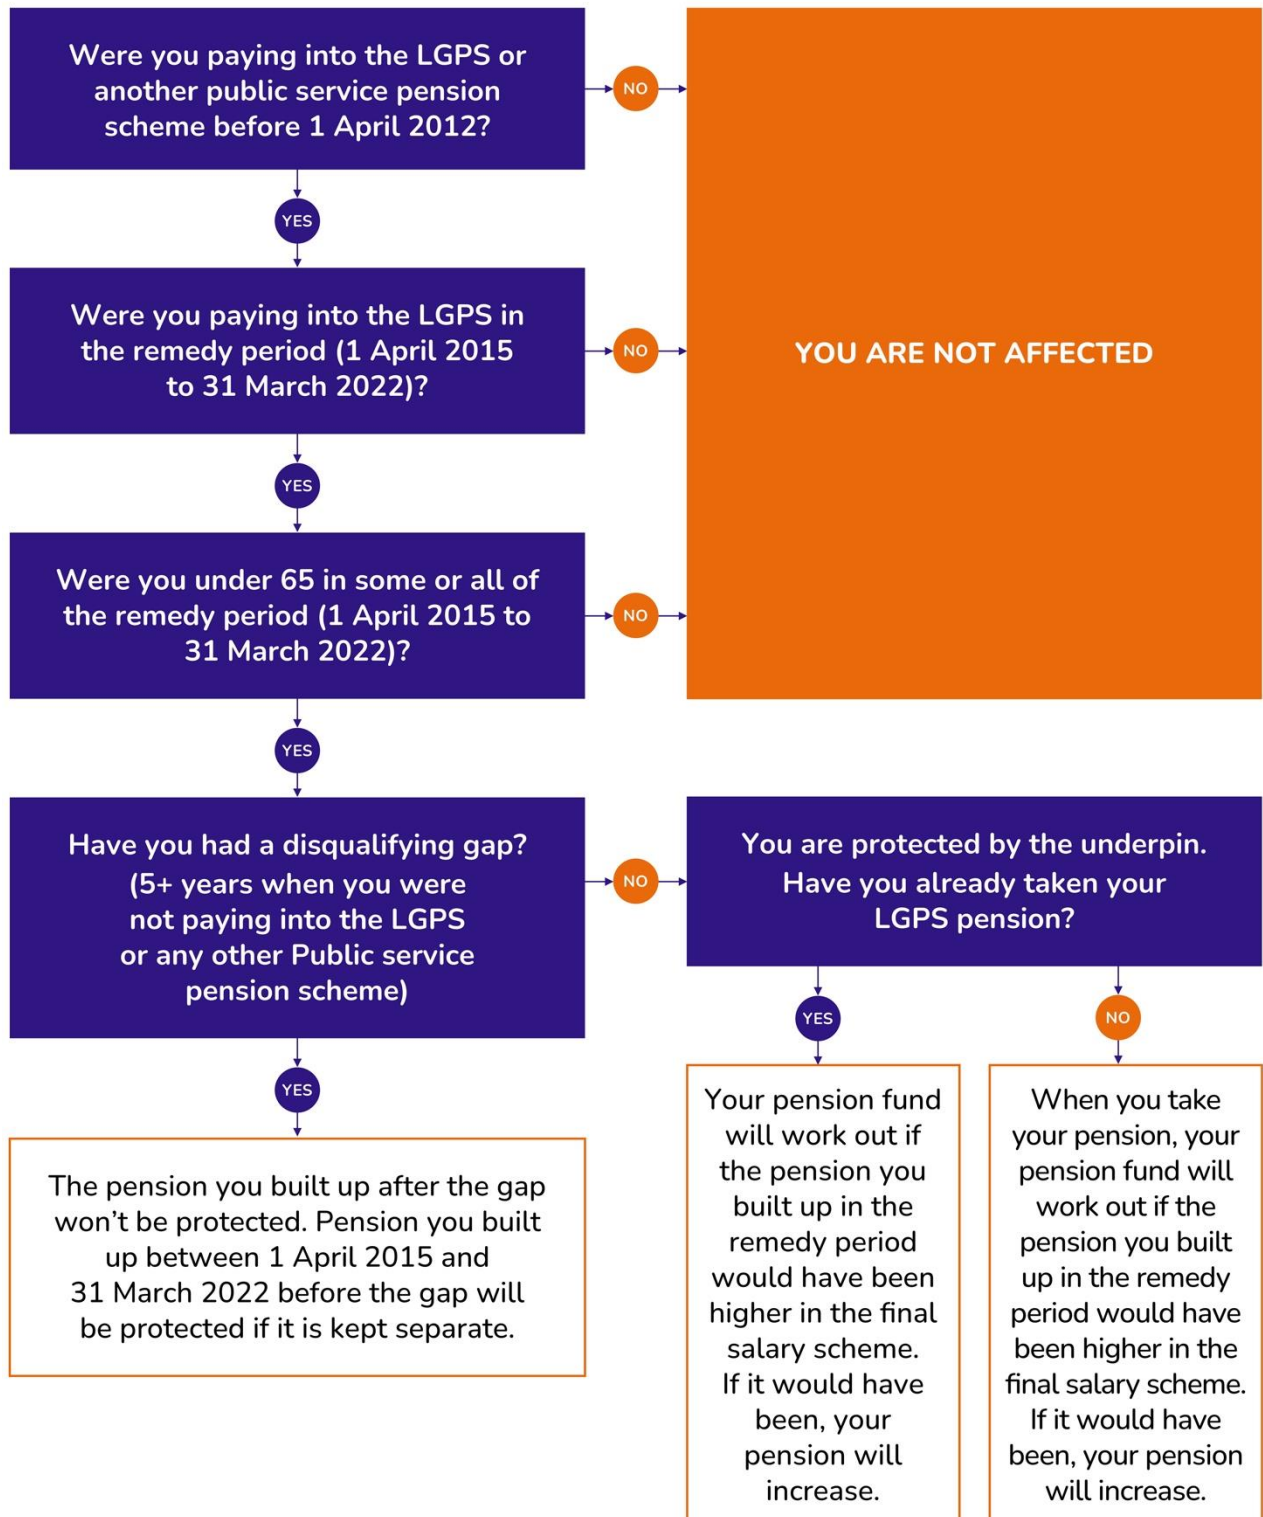 Were you paying into the LGPS or
another public service pension
scheme before 1 April 2012?
NO
YES
Were you paying into the LGPS in
the remedy period (1 April 2015
to 31 March 2022)?
NO
YOU ARE NOT AFFECTED
YES
Were you under 65 in some or all of
the remedy period (1 April 2015 to
31 March 2022)?
NO
YES
Have you had a disqualifying gap?
(5+ years when you were
not paying into the LGPS
or any other Public service
pension scheme)
NO
You are protected by the underpin.
Have you already taken your
LGPS pension?
YES
The pension you built up after the gap
won't be protected. Pension you built
up between 1 April 2015 and
31 March 2022 before the gap will
be protected if it is kept separate.
YES
Your pension fund
will work out if
the pension you
built up in the
remedy period
would have been
higher in the final
salary scheme.
If it would have
been, your
pension will
increase.
NO
When you take
your pension, your
pension fund will
work out if the
pension you built
up in the remedy
period would have
been higher in the
final salary scheme.
If it would have
been, your pension
will increase.